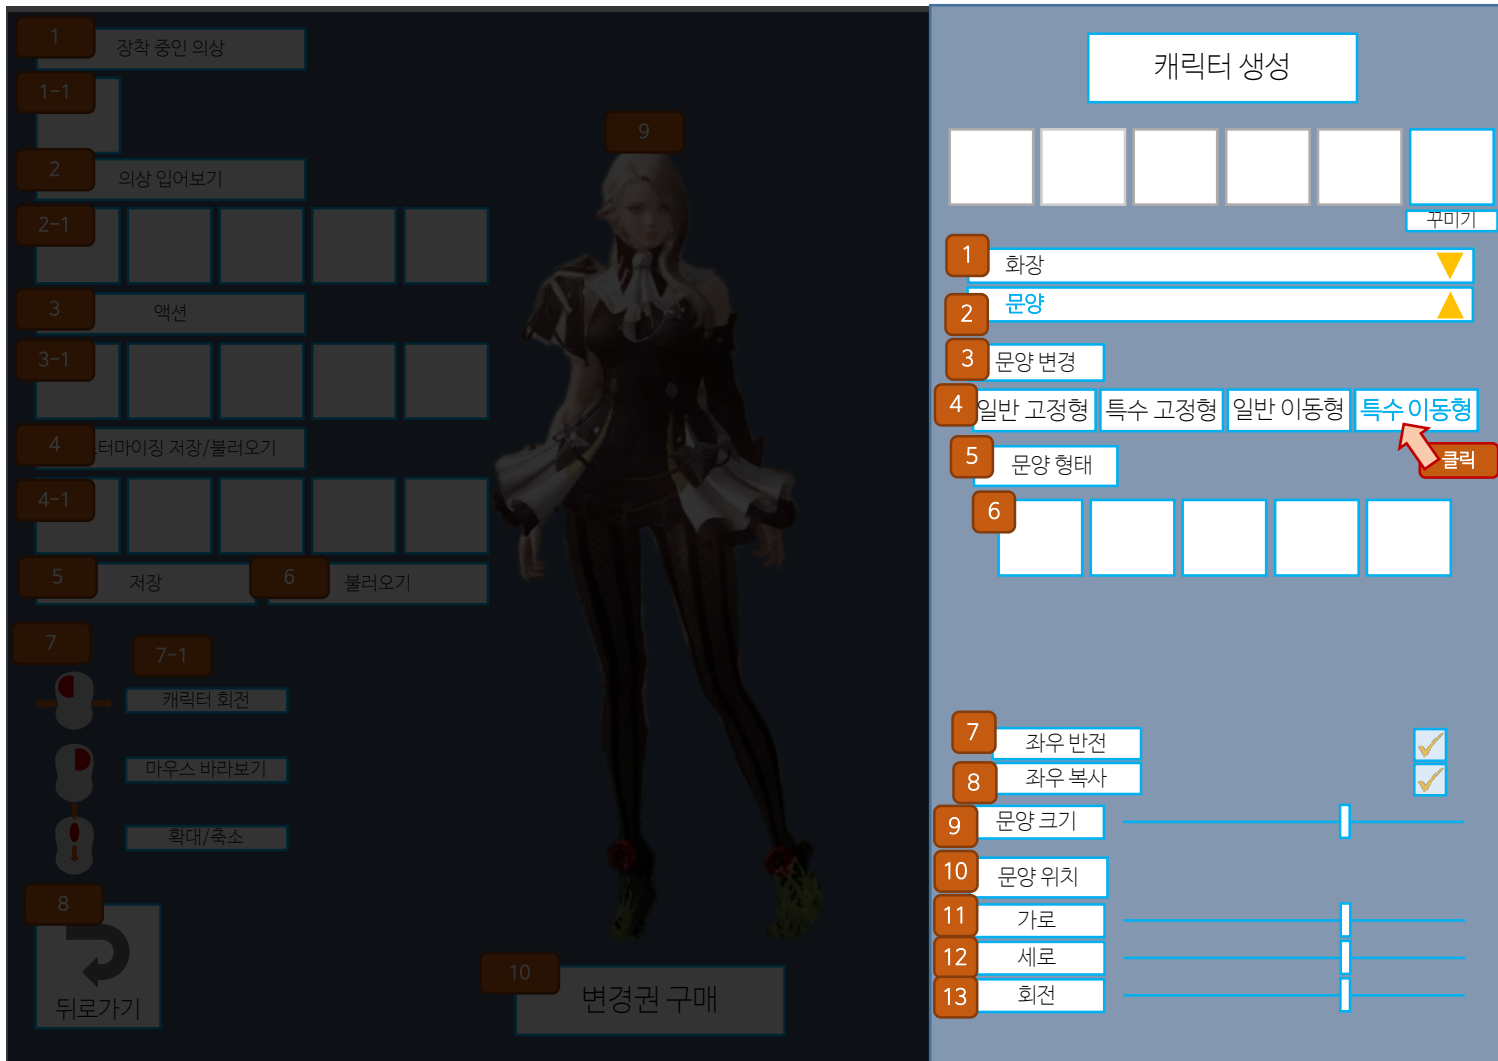 1
장착 중인 의상
1-1
2
의상 입어보기
2-1
3
액션
3-1
4
터마이징 저장/불러오기
4-1
5
저장
6
불러오기
7
7-1
캐릭터 회전
마우스 바라보기
확대/축소
8
뒤로가기
9
10
변경권 구매
캐릭터 생성
꾸미기
1
화장
2
문양
3
문양 변경
4
일반 고정형
특수 고정형
일반 이동형
특수 이동형
클릭
5
문양 형태
6
7
좌우 반전
8
좌우 복사
9
문양 크기
10
문양 위치
11
가로
12
세로
13
회전